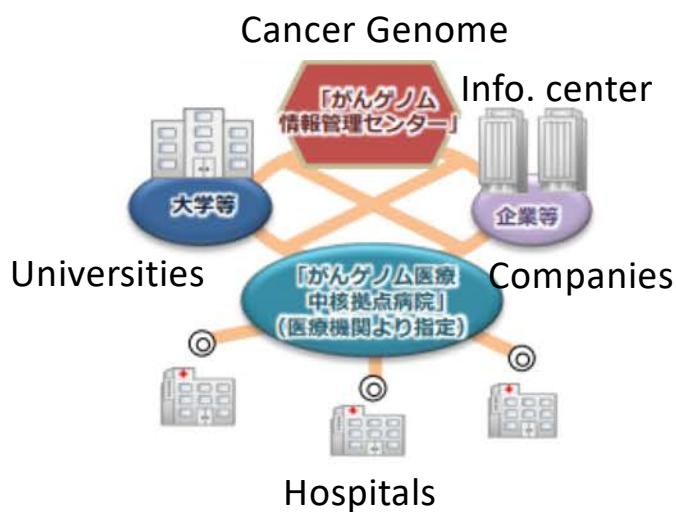 Cancer Genome
Info. center
「がんゲノム
情報管理センター」
大学等
企業等
Universities
Companies
「がんゲノム医療
中核拠点病院」
（医療機関より指定）
Hospitals